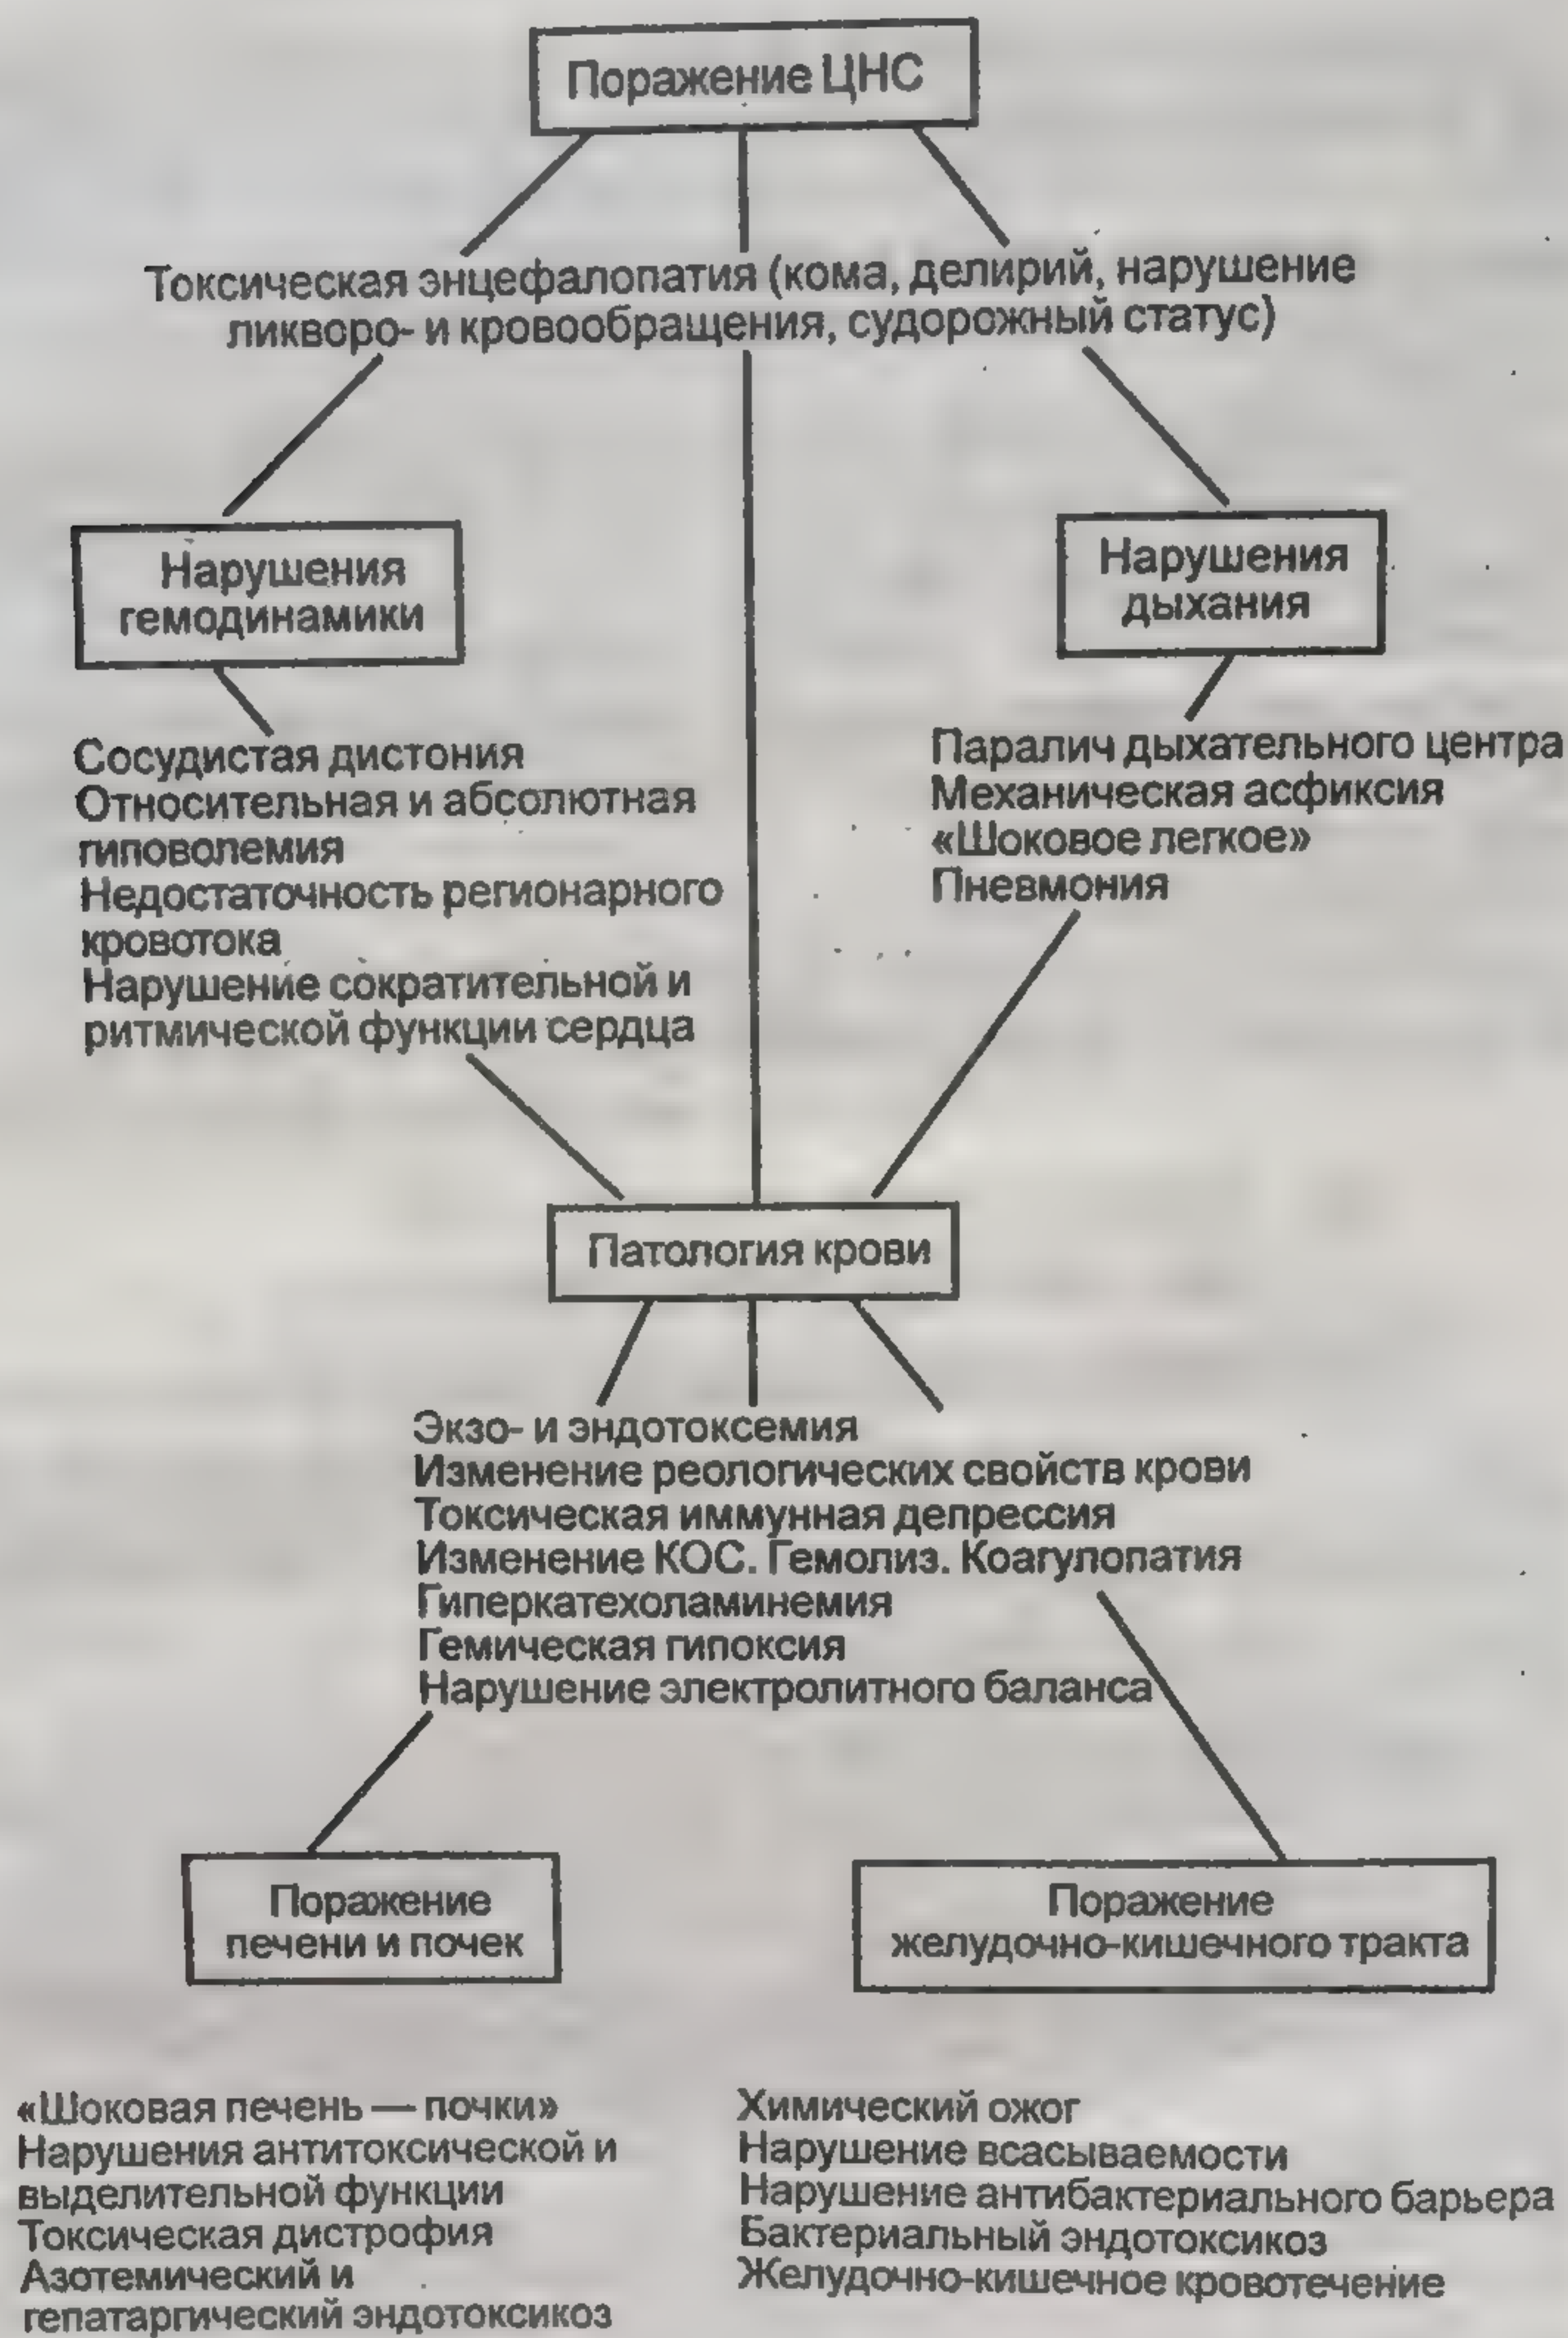 Поражение ЦНС
Токсическая энцефалопатия (кома, делирий, нарушение
ликворо- и кровообращения, судорожный статус)
Нарушения
гемодинамики
Нарушения
дыхания
Сосудистая дистония
Относительная и абсолютная
гиповолемия
Недостаточность регионарного
кровотока
Нарушение сократительной и
ритмической функции сердца
Паралич дыхательного центра
Механическая асфиксия
«Шоковое легкое»
Пневмония
Патология крови
Экзо- и эндотоксемия
Изменение реологических свойств крови
Токсическая иммунная депрессия
Изменение КОС. Гемолиз. Коагулопатия
Гиперкатехоламинемия
Гемическая гипоксия
Нарушение электролитного баланса
Поражение
печени и почек
Поражение
желудочно-кишечного тракта
«Шоковая печень — почки»
Нарушения антитоксической и
выделительной функции
Токсическая дистрофия
Азотемический и
гепатаргический эндотоксикоз
Химический ожог
Нарушение всасываемости
Нарушение антибактериального барьера
Бактериальный эндотоксикоз
Желудочно-кишечное кровотечение